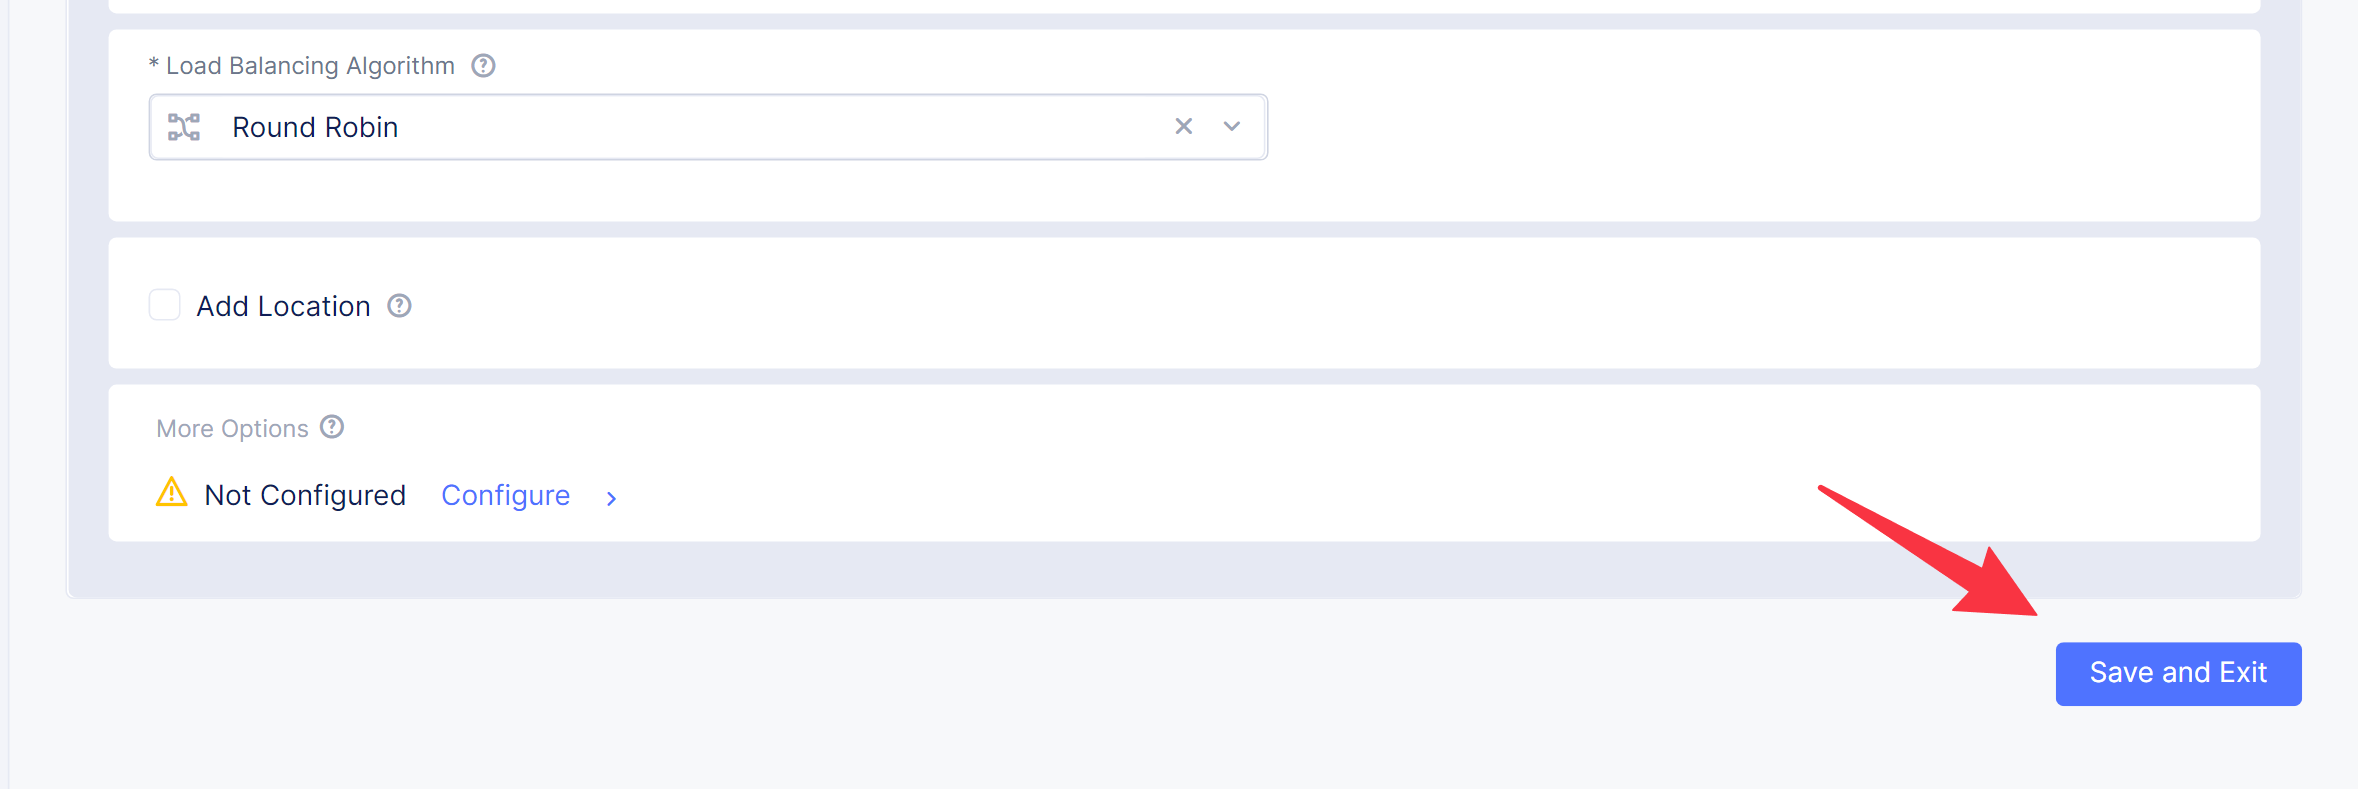 * Load Balancing Algorithm
Round Robin
Add Location
More Options
Not Configured Configure
Save and Exit